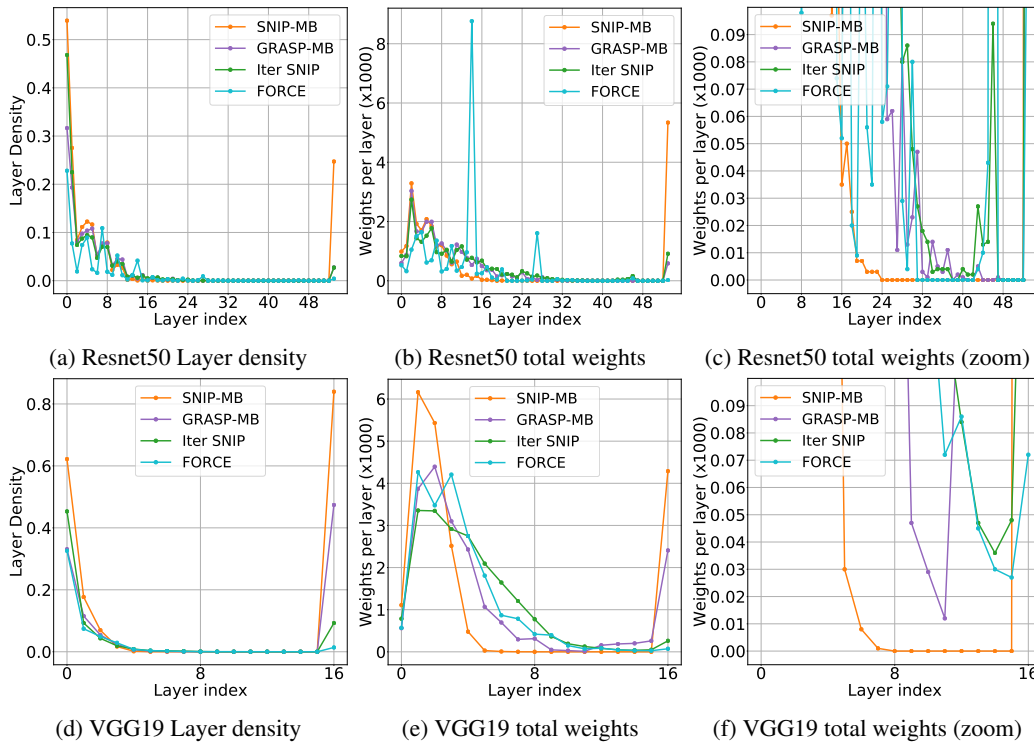 SNIP-MB
GRASP-MB
Iter SNIP
FORCE
Layer Density
0.5
0.4
0.3
0.2
0.1
0.0
0 8 16 24 32 40 48
Layer index
(a) Resnet50 Layer density
SNIP-MB
GRASP-MB
Iter SNIP
FORCE
Weights per layer (x1000)
8
6
4
2
0
0 8 16 24 32 40 48
Layer index
(b) Resnet50 total weights
SNIP-MB
GRASP-MB
Iter SNIP
FORCE
Weights per layer (x1000)
0.09
0.08
0.07
0.06
0.05
0.04
0.03
0.02
0.01
0.00
0 8 16 24 32 40 48
Layer index
(c) Resnet50 total weights (zoom)
SNIP-MB
GRASP-MB
Iter SNIP
FORCE
Layer Density
0.8
0.6
0.4
0.2
0.0
0 8 16
Layer index
(d) VGG19 Layer density
SNIP-MB
GRASP-MB
Iter SNIP
FORCE
Weights per layer (x1000)
6
5
4
3
2
1
0
0 8 16
Layer index
(e) VGG19 total weights
SNIP-MB
GRASP-MB
Iter SNIP
FORCE
Weights per layer (x1000)
0.09
0.08
0.07
0.06
0.05
0.04
0.03
0.02
0.01
0.00
0 8 16
Layer index
(f) VGG19 total weights (zoom)